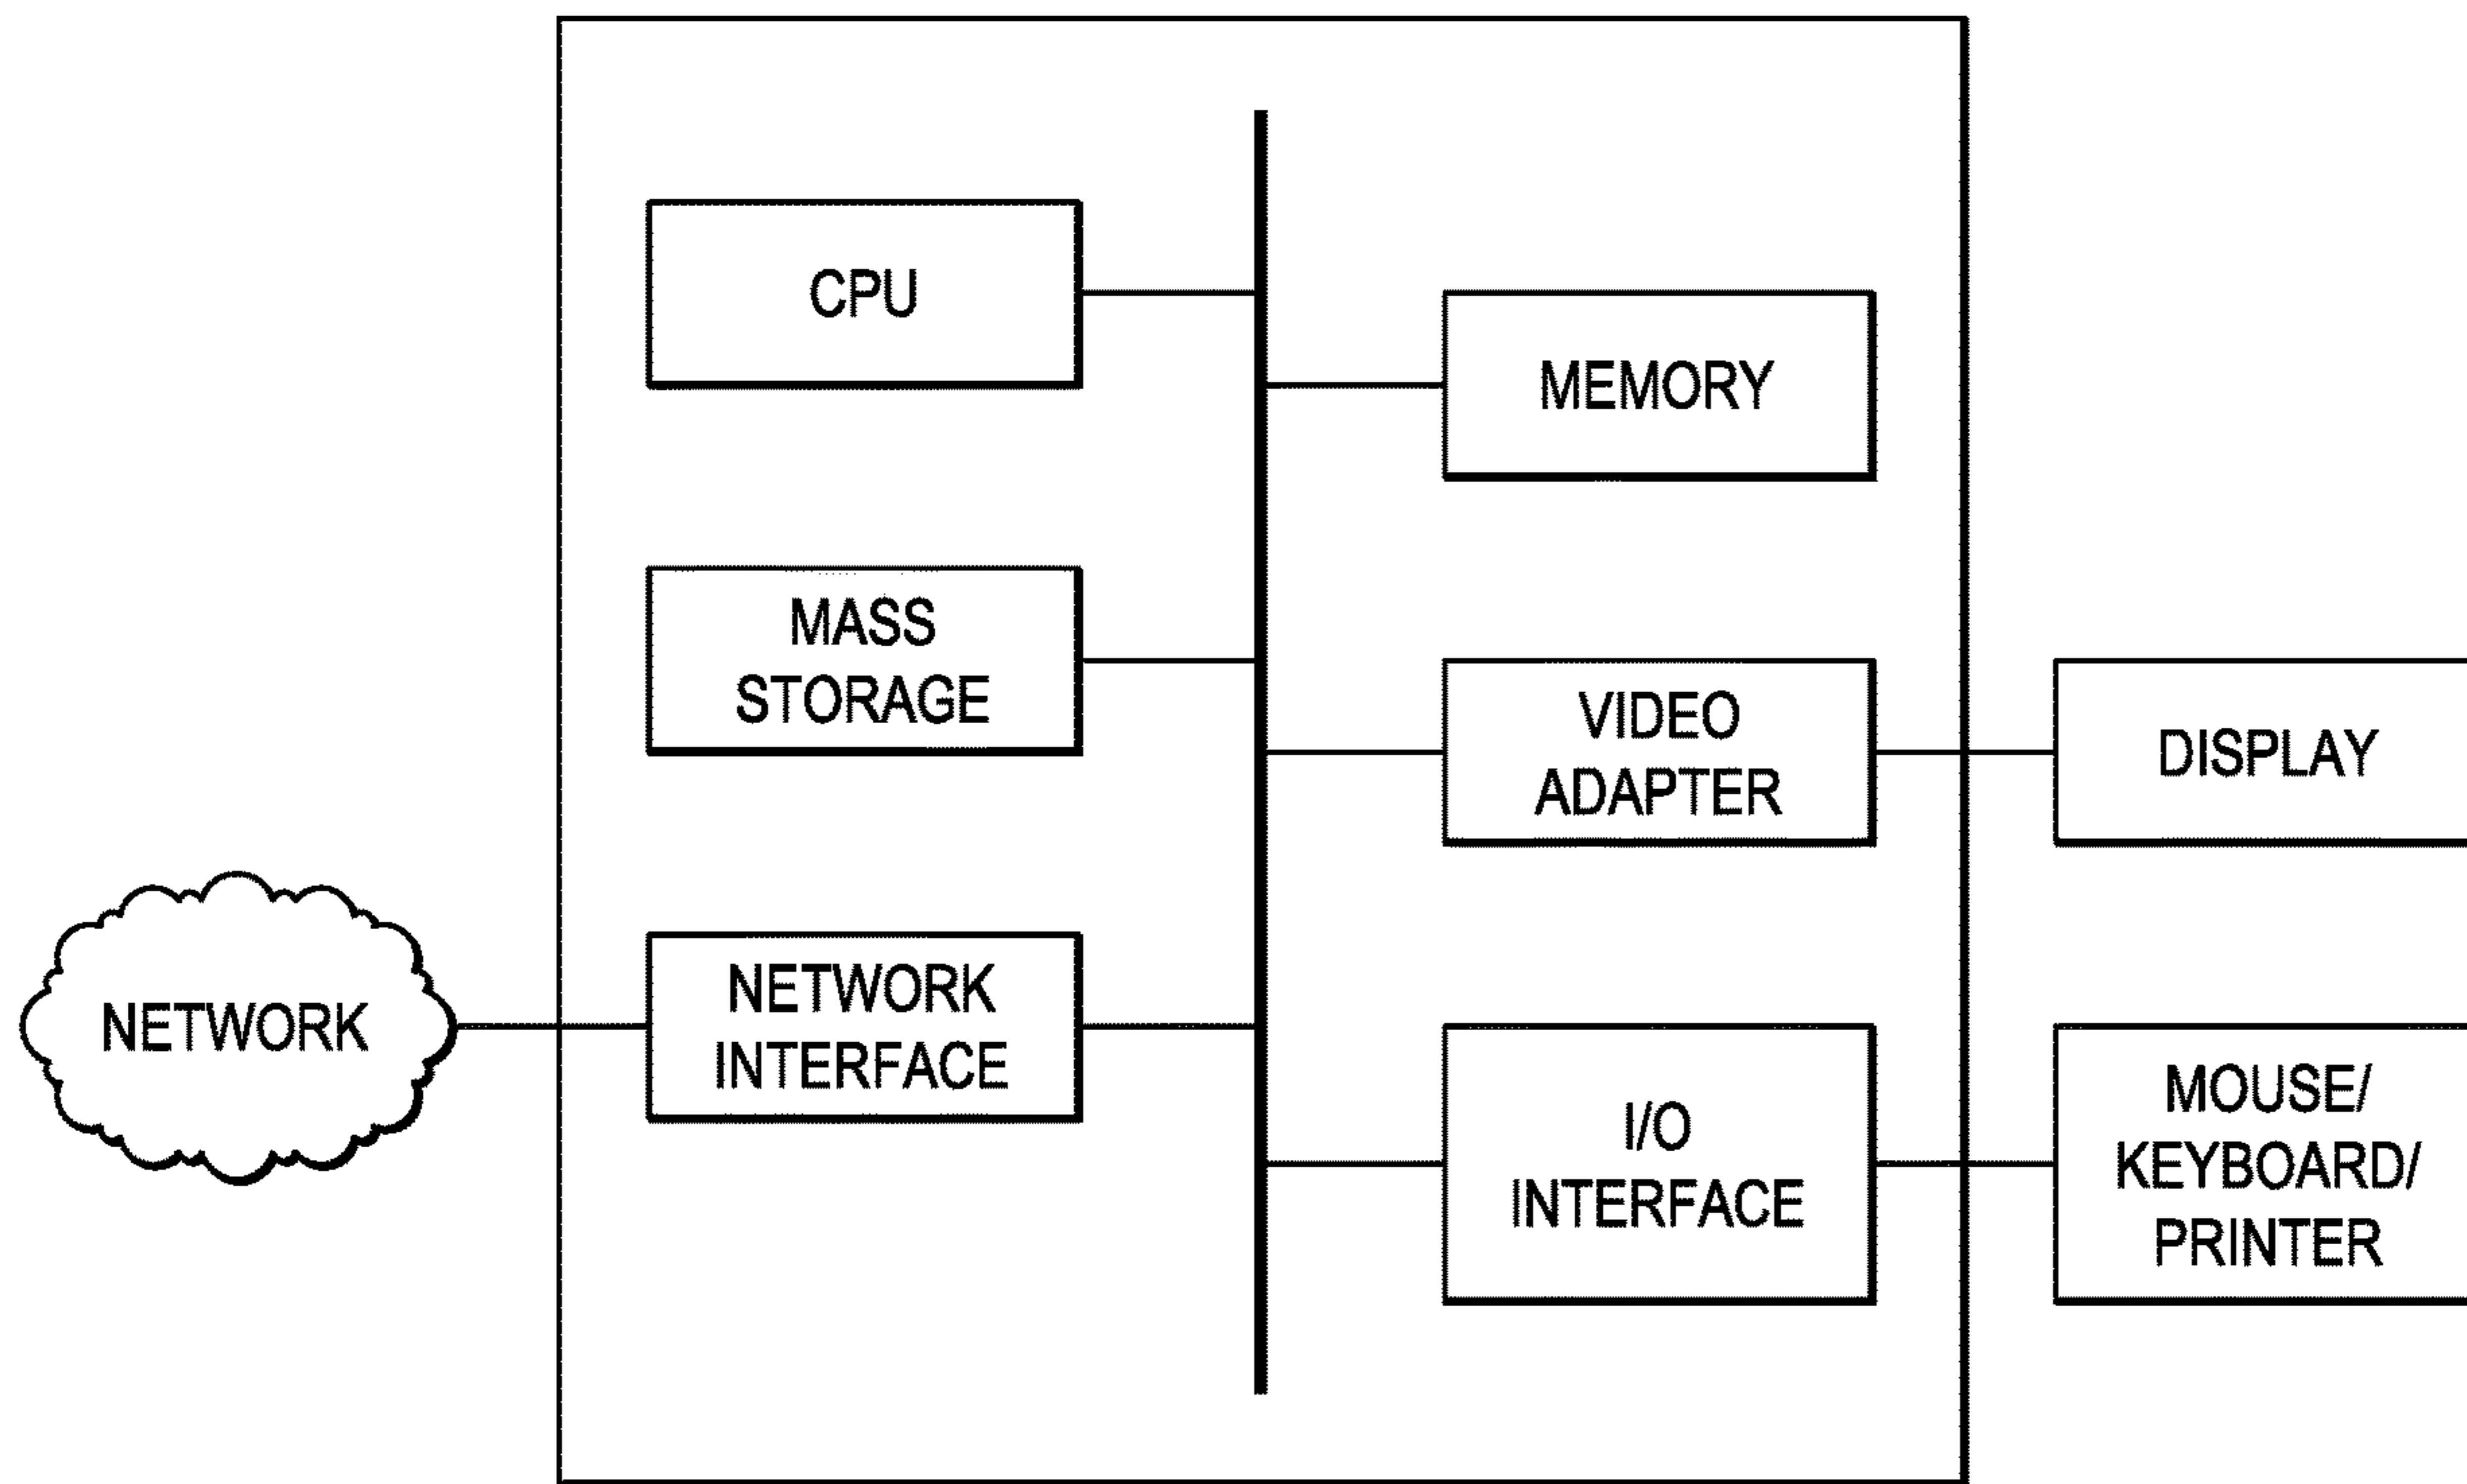 CPU
MEMORY
MASS
STORAGE
VIDEO
ADAPTER
DISPLAY
NETWORK
NETWORK
INTERFACE
I/O
INTERFACE
MOUSE/
KEYBOARD/
PRINTER